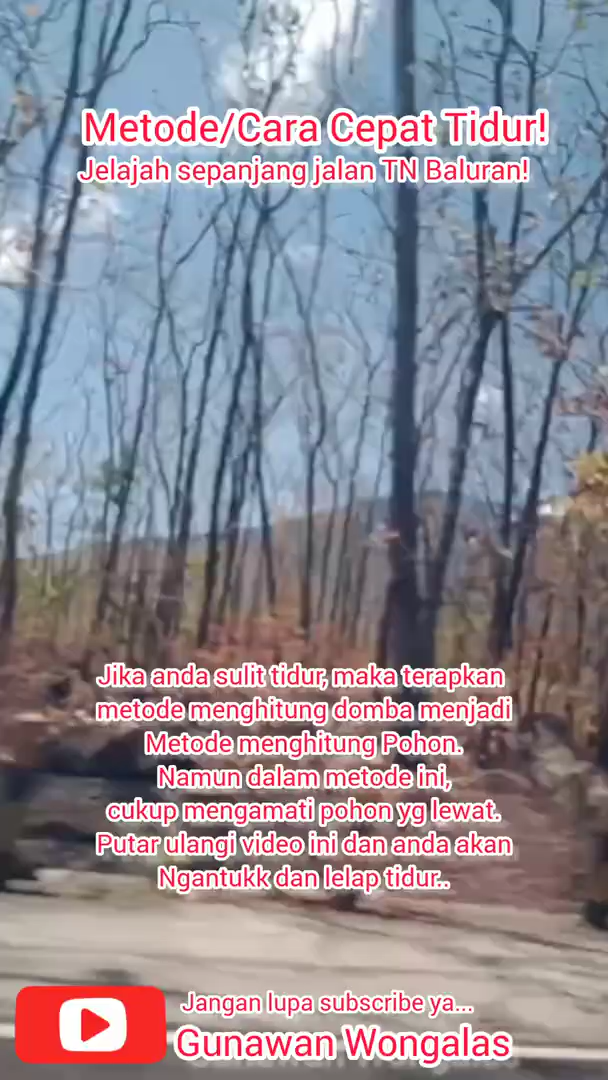 Metode/Cara Cepat Tidur!
Jelajah sepanjang jalan TN Baluran!
Jika anda sulit tidur, maka terapkan
metode menghitung domba menjadi
Metode menghitung Pohon.
Namun dalam metode ini,
cukup mengamati pohon yg lewat.
Putar ulangi video ini dan anda akan
Ngantukk dan lelap tidur..
Jangan lupa subscribe ya...
Gunawan Wongalas